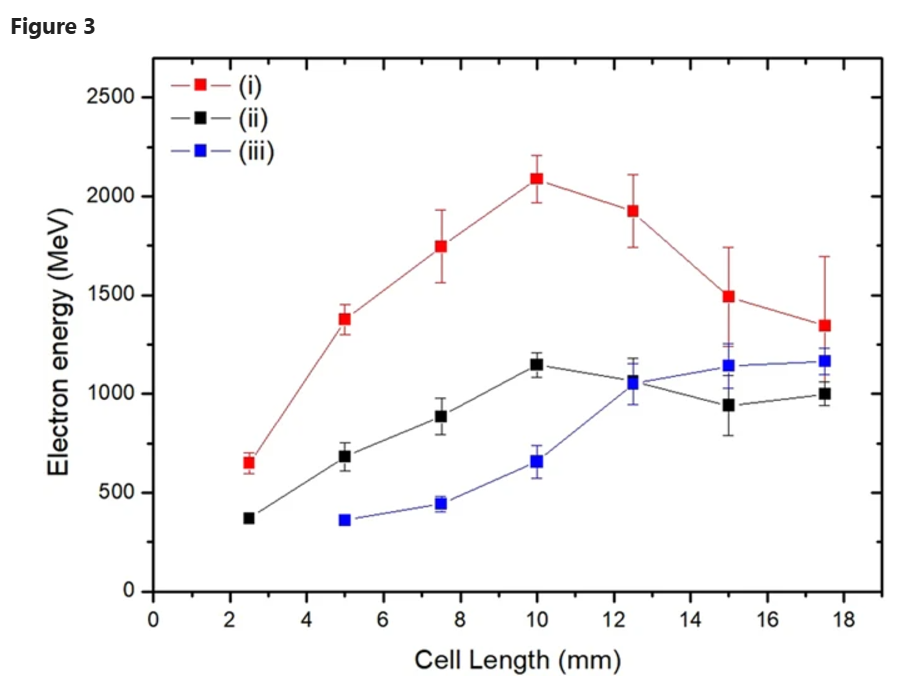 Figure 3
(i)
(ii)
(iii)
2500
2000
1500
1000
500
0
Electron energy (MeV)
0 2 4 6 8 10 12 14 16 18
Cell Length (mm)